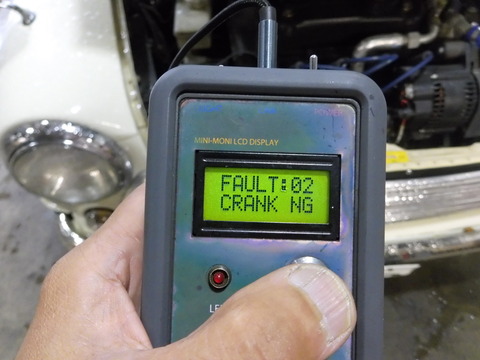 MINI-MONI LCD DISPLAY
FAULT:02
CRANK NG